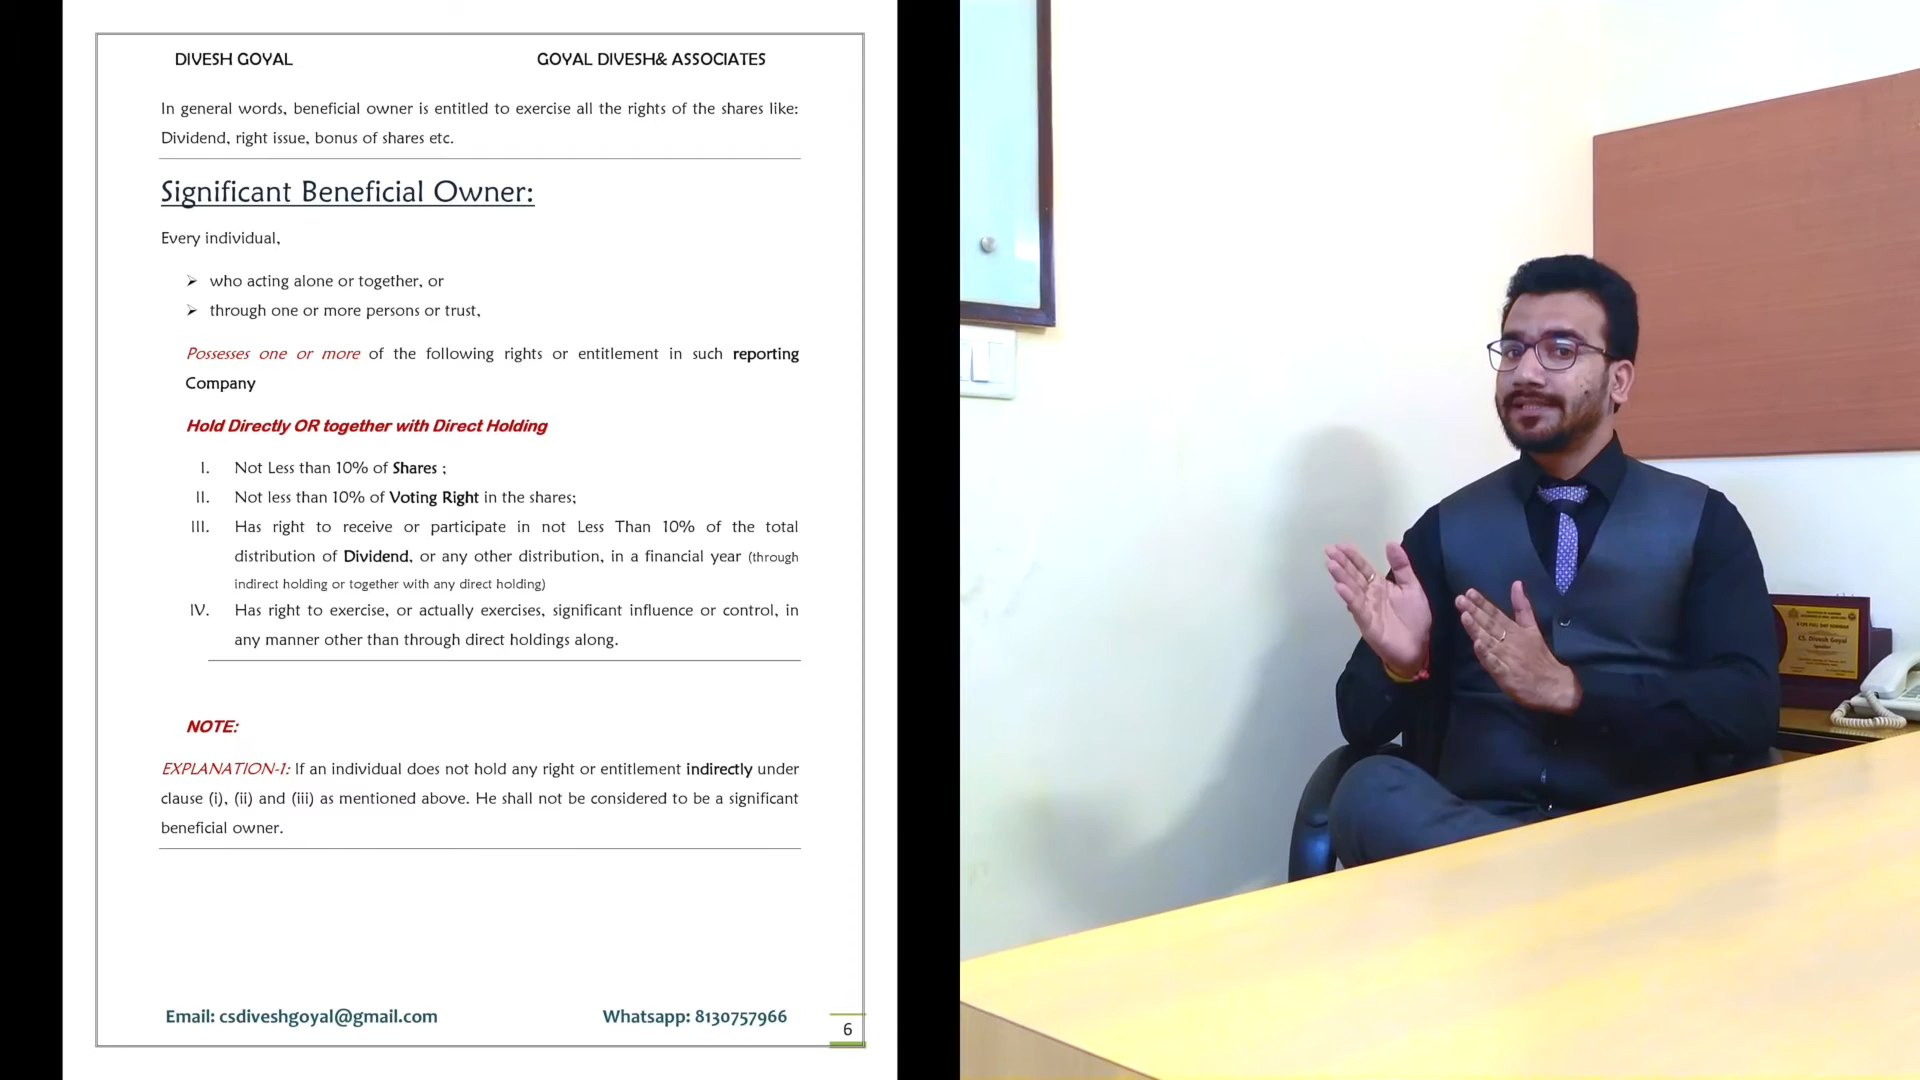 DIVESH GOYAL GOYAL DIVESH& ASSOCIATES
In general words, beneficial owner is entitled to exercise all the rights of the shares like:
Dividend, right issue, bonus of shares etc.
Significant Beneficial Owner:
Every individual,
➢ who acting alone or together, or
➢ through one or more persons or trust,
Possesses one or more of the following rights or entitlement in such reporting
Company
Hold Directly OR together with Direct Holding
I. Not Less than 10% of Shares ;
II. Not less than 10% of Voting Right in the shares;
III. Has right to receive or participate in not Less Than 10% of the total
distribution of Dividend, or any other distribution, in a financial year (through
indirect holding or together with any direct holding)
IV. Has right to exercise, or actually exercises, significant influence or control, in
any manner other than through direct holdings along.
NOTE:
EXPLANATION-1: If an individual does not hold any right or entitlement indirectly under
clause (i), (ii) and (iii) as mentioned above. He shall not be considered to be a significant
beneficial owner.
Email: csdiveshgoyal@gmail.com Whatsapp: 8130757966
6
CS. Divesh Goyal